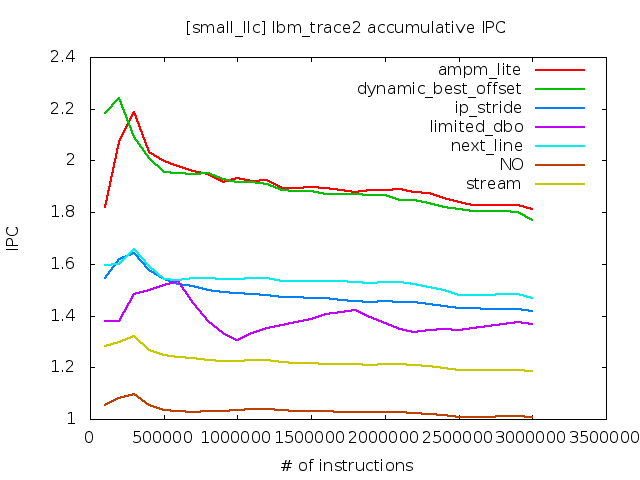 [small_llc] lbm_trace2 accumulative IPC
2.4
2.2
2
1.8
1.6
1.4
1.2
1
IPC
ampm_lite
dynamic_best_offset
ip_stride
limited_dbo
next_line
NO
stream
0 500000 1000000 1500000 2000000 2500000 3000000 3500000
# of instructions